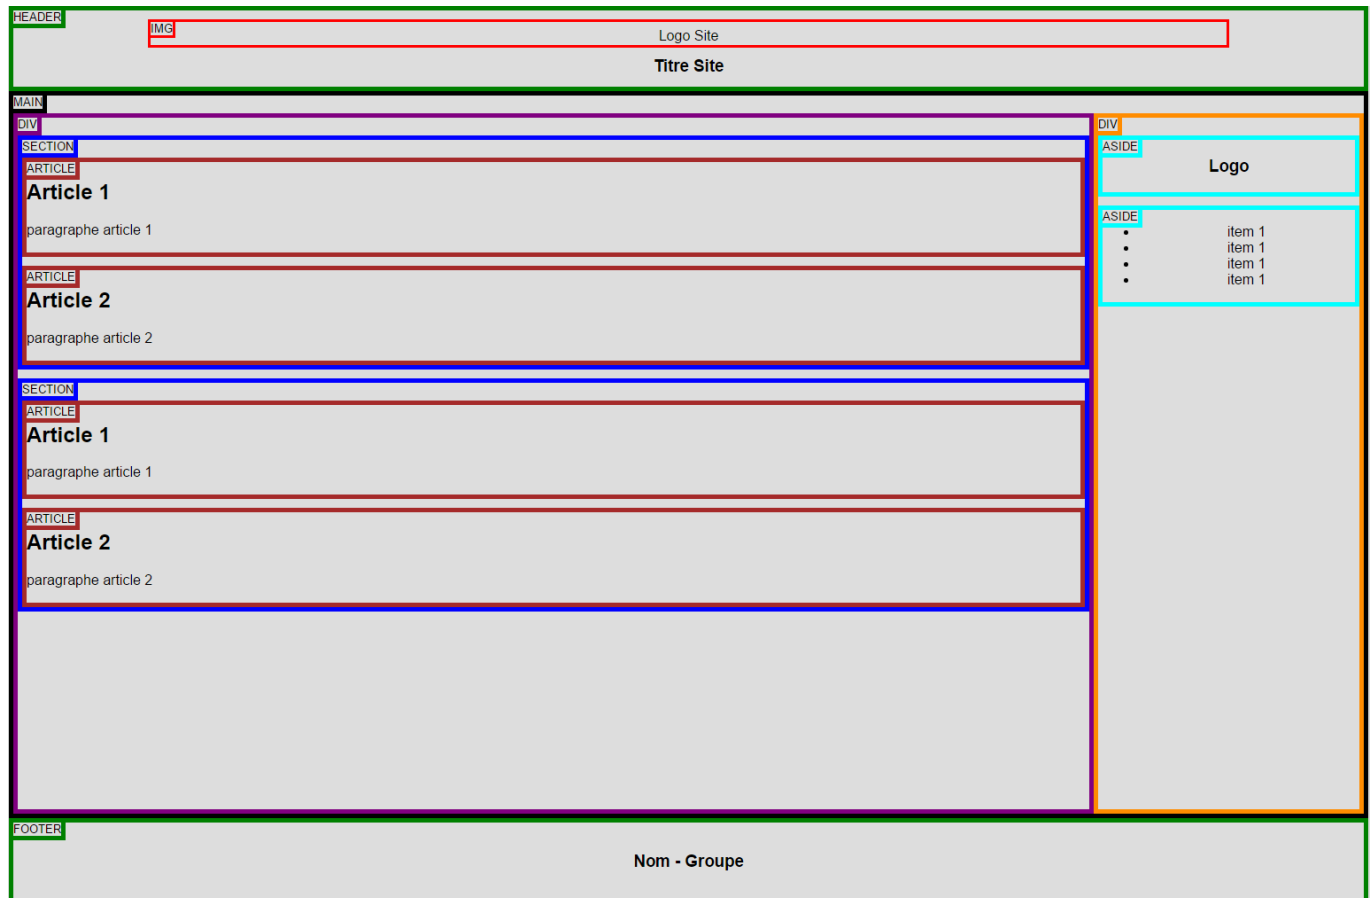 HEADER
IMG
Logo Site
Titre Site
MAIN
DIV
SECTION
ARTICLE
Article 1
paragraphe article 1
ARTICLE
Article 2
paragraphe article 2
SECTION
ARTICLE
Article 1
paragraphe article 1
ARTICLE
Article 2
paragraphe article 2
DIV
ASIDE
Logo
ASIDE
• item 1
• item 1
• item 1
• item 1
FOOTER
Nom - Groupe